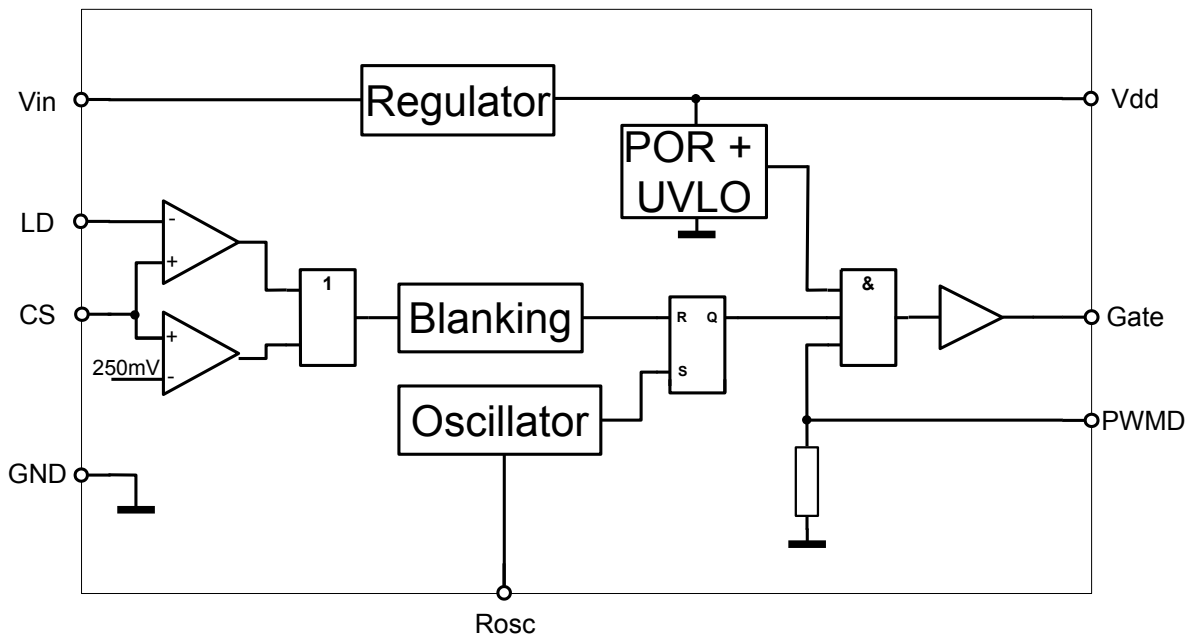 Vin
Regulator
Vdd
POR +
UVLO
LD
-
+
1
&
CS
Blanking
R
Q
Gate
+
250mV
-
S
Oscillator
PWMD
GND
Rosc